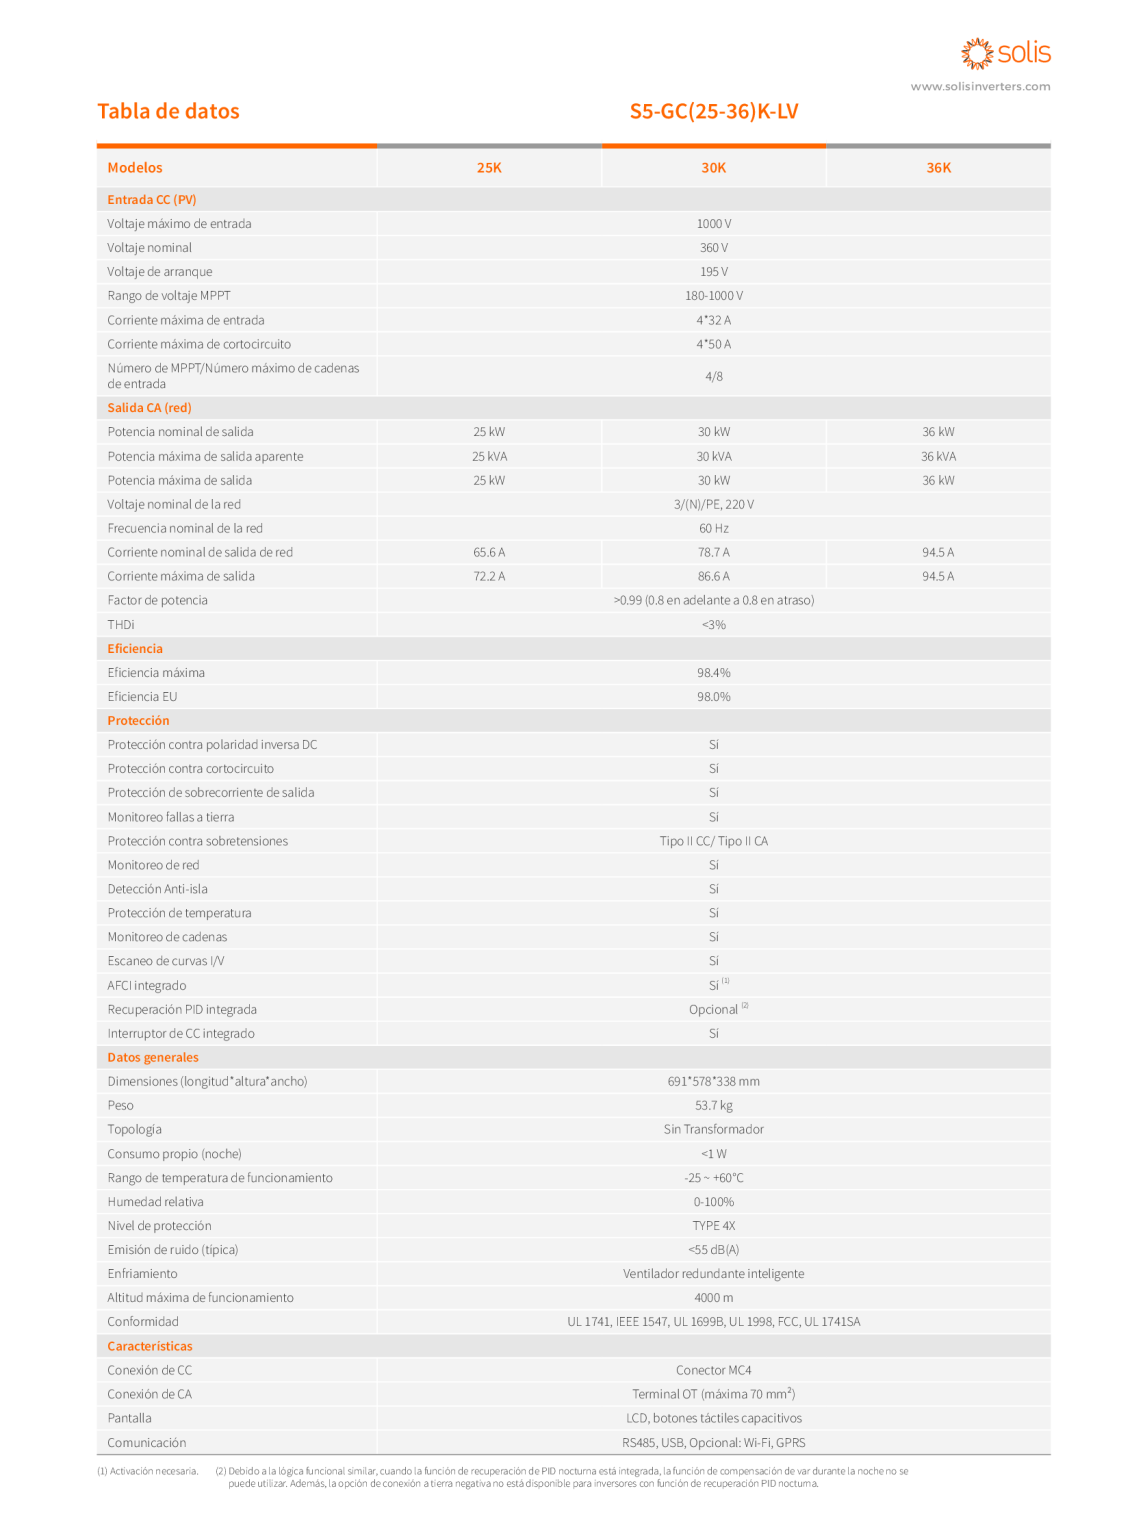 solis
www.solisinverters.com
Tabla de datos S5-GC(25-36)K-LV
Modelos 25K 30K 36K
Entrada CC (PV)
Voltaje máximo de entrada 1000 V
Voltaje nominal 360 V
Voltaje de arranque 195 V
Rango de voltaje MPPT 180-1000 V
Corriente máxima de entrada 4*32 A
Corriente máxima de cortocircuito 4*50 A
Número de MPPT/Número máximo de cadenas
de entrada 4/8
Salida CA (red)
Potencia nominal de salida 25 kW 30 kW 36 kW
Potencia máxima de salida aparente 25 kVA 30 kVA 36 kVA
Potencia máxima de salida 25 kW 30 kW 36 kW
Voltaje nominal de la red 3/(N)/PE, 220 V
Frecuencia nominal de la red 60 Hz
Corriente nominal de salida de red 65.6 A 78.7 A 94.5 A
Corriente máxima de salida 72.2 A 86.6 A 94.5 A
Factor de potencia >0.99 (0.8 en adelante a 0.8 en atraso)
THDi <3%
Eficiencia
Eficiencia máxima 98.4%
Eficiencia EU 98.0%
Protección
Protección contra polaridad inversa DC Sí
Protección contra cortocircuito Sí
Protección de sobrecorriente de salida Sí
Monitoreo fallas a tierra Sí
Protección contra sobretensiones Tipo II CC/ Tipo II CA
Monitoreo de red Sí
Detección Anti-isla Sí
Protección de temperatura Sí
Monitoreo de cadenas Sí
Escaneo de curvas I/V Sí
AFCI integrado Sí (1)
Recuperación PID integrada Opcional (2)
Interruptor de CC integrado Sí
Datos generales
Dimensiones (longitud*altura*ancho) 691*578*338 mm
Peso 53.7 kg
Topología Sin Transformador
Consumo propio (noche) <1 W
Rango de temperatura de funcionamiento -25 ~ +60°C
Humedad relativa 0-100%
Nivel de protección TYPE 4X
Emisión de ruido (típica) <55 dB(A)
Enfriamiento Ventilador redundante inteligente
Altitud máxima de funcionamiento 4000 m
Conformidad UL 1741, IEEE 1547, UL 1699B, UL 1998, FCC, UL 1741SA
Características
Conexión de CC Conector MC4
Conexión de CA Terminal OT (máxima 70 mm²)
Pantalla LCD, botones táctiles capacitivos
Comunicación RS485, USB, Opcional: Wi-Fi, GPRS
(1) Activación necesaria. (2) Debido a la lógica funcional similar, cuando la función de recuperación de PID nocturna está integrada, la función de compensación de var durante la noche no se
puede utilizar. Además, la opción de conexión a tierra negativa no está disponible para inversores con función de recuperación PID nocturna.